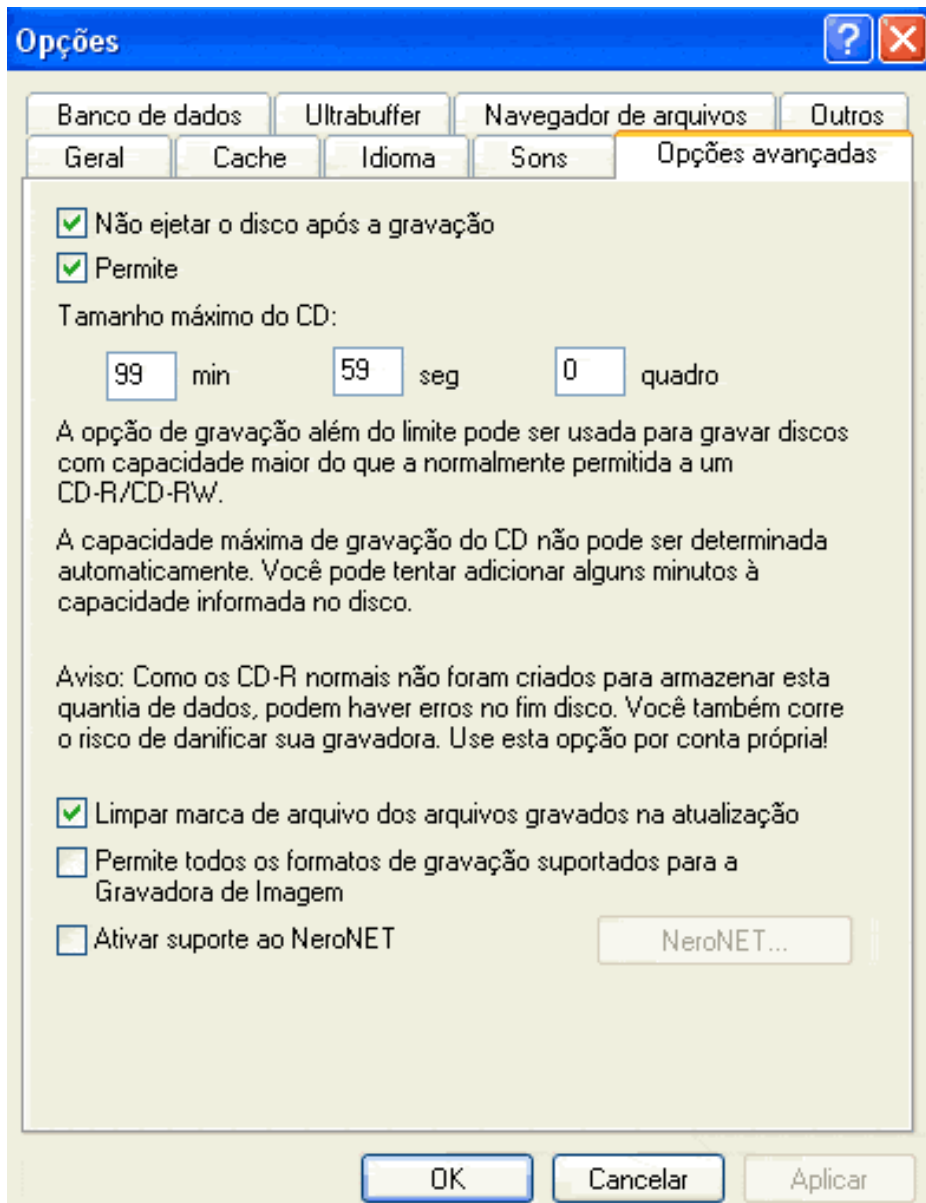 Opções
Banco de dados
Ultrabuffer
Navegador de arquivos
Outros
Geral
Cache
Idioma
Sons
Opções avançadas
Não ejetar o disco após a gravação
Permite
Tamanho máximo do CD:
99 min 59 seg 0 quadro
A opção de gravação além do limite pode ser usada para gravar discos
com capacidade maior do que a normalmente permitida a um
CD-R/CD-RW.
A capacidade máxima de gravação do CD não pode ser determinada
automaticamente. Você pode tentar adicionar alguns minutos à
capacidade informada no disco.
Aviso: Como os CD-R normais não foram criados para armazenar esta
quantia de dados, podem haver erros no fim disco. Você também corre
o risco de danificar sua gravadora. Use esta opção por conta própria!
Limpar marca de arquivo dos arquivos gravados na atualização
Permite todos os formatos de gravação suportados para a
Gravadora de Imagem
Ativar suporte ao NeroNET
NeroNET...
OK
Cancelar
Aplicar